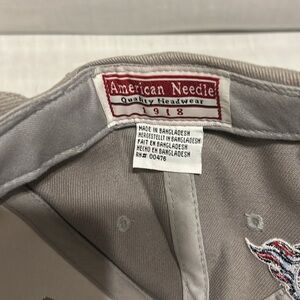 American Needle
Quality Headwear
1918
MADE IN BANGLADESH
HERGESTELLT IN BANGLADESH
FAIT EN BANGLADESH
HECHO EN BANGLADESH
RN# 00476